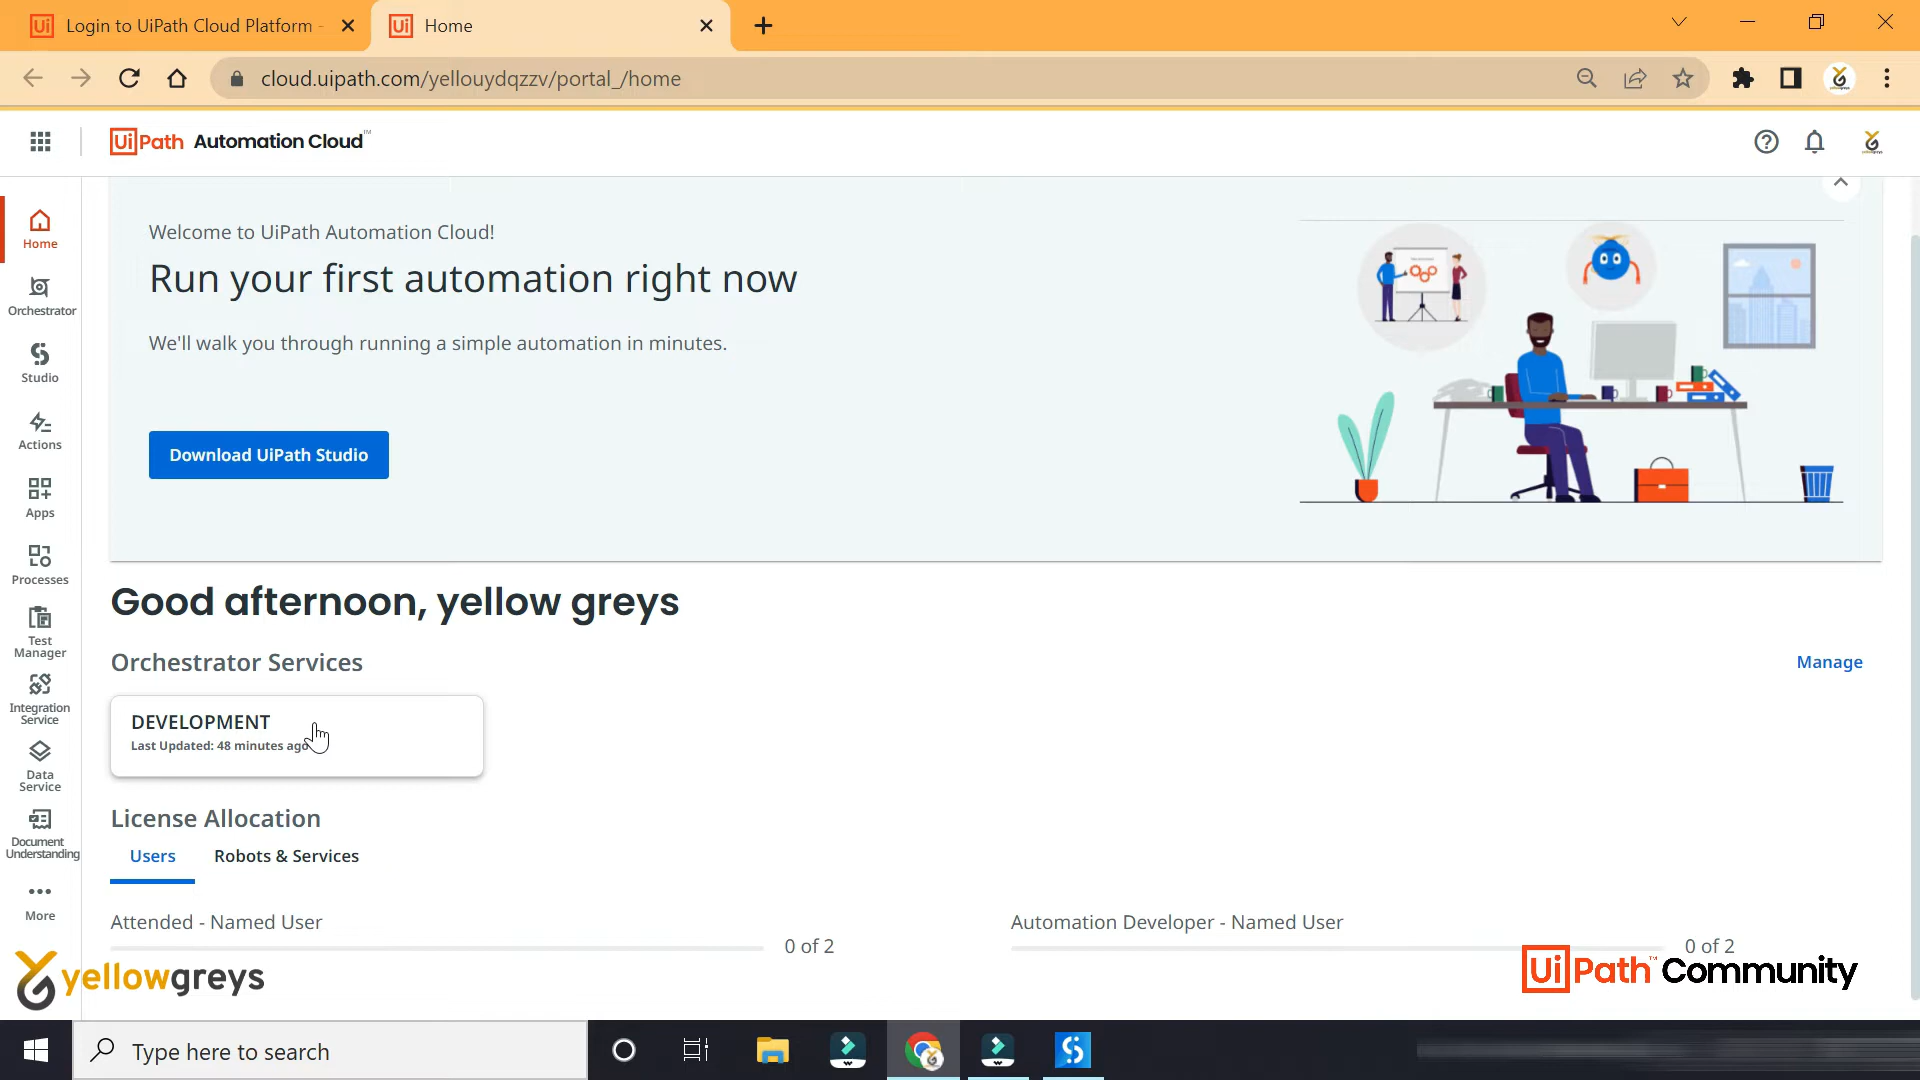 Login to UiPath Cloud Platform -
Home
cloud.uipath.com/yellouydqzzv/portal_/home
UiPath Automation Cloud™
Home
Orchestrator
Studio
Actions
Apps
Processes
Test
Manager
Integration
Service
Data
Service
Document
Understanding
More
Welcome to UiPath Automation Cloud!
Run your first automation right now
We'll walk you through running a simple automation in minutes.
Download UiPath Studio
Good afternoon, yellow greys
Orchestrator Services
Manage
DEVELOPMENT
Last Updated: 48 minutes ago
License Allocation
Users
Robots & Services
Attended - Named User
0 of 2
Automation Developer - Named User
0 of 2
yellowgreys
UiPath™ Community
Type here to search